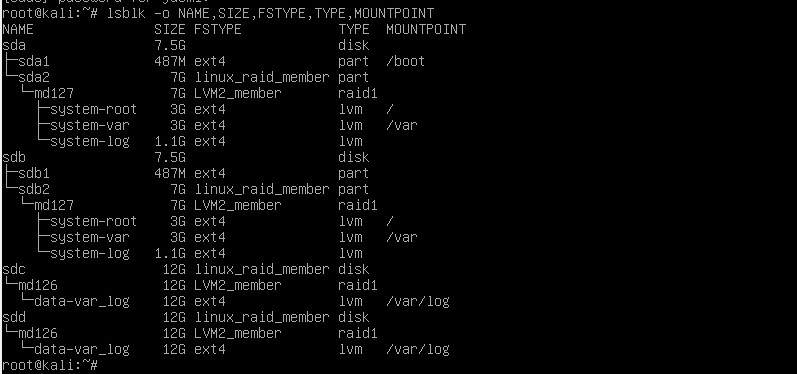 root@kali:~# lsblk -o NAME,SIZE,FSTYPE,TYPE,MOUNTPOINT
NAME                SIZE FSTYPE            TYPE  MOUNTPOINT
sda                 7.5G                   disk
├─sda1              487M ext4              part  /boot
└─sda2                7G linux_raid_member part
  └─md127             7G LVM2_member       raid1
    ├─system-root     3G ext4              lvm   /
    ├─system-var      3G ext4              lvm   /var
    └─system-log    1.1G ext4              lvm
sdb                 7.5G                   disk
├─sdb1              487M ext4              part
└─sdb2                7G linux_raid_member part
  └─md127             7G LVM2_member       raid1
    ├─system-root     3G ext4              lvm   /
    ├─system-var      3G ext4              lvm   /var
    └─system-log    1.1G ext4              lvm
sdc                  12G linux_raid_member disk
└─md126              12G LVM2_member       raid1
  └─data-var_log     12G ext4              lvm   /var/log
sdd                  12G linux_raid_member disk
└─md126              12G LVM2_member       raid1
  └─data-var_log     12G ext4              lvm   /var/log
root@kali:~#